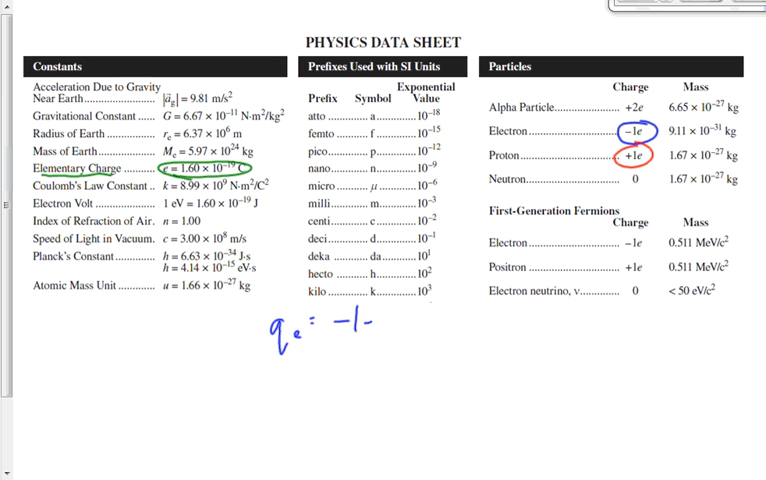 PHYSICS DATA SHEET
Constants
Acceleration Due to Gravity
Near Earth............................ |a⃗g| = 9.81 m/s²
Gravitational Constant ...... G = 6.67 × 10⁻¹¹ N·m²/kg²
Radius of Earth .................. rₑ = 6.37 × 10⁶ m
Mass of Earth..................... Mₑ = 5.97 × 10²⁴ kg
Elementary Charge ............ e = 1.60 × 10⁻¹⁹ C
Coulomb's Law Constant .. k = 8.99 × 10⁹ N·m²/C²
Electron Volt ..................... 1 eV = 1.60 × 10⁻¹⁹ J
Index of Refraction of Air. n = 1.00
Speed of Light in Vacuum. c = 3.00 × 10⁸ m/s
Planck's Constant .............. h = 6.63 × 10⁻³⁴ J·s
h = 4.14 × 10⁻¹⁵ eV·s
Atomic Mass Unit ............. u = 1.66 × 10⁻²⁷ kg
Prefixes Used with SI Units
Exponential
Prefix Symbol Value
atto ............ a............10⁻¹⁸
femto ......... f............10⁻¹⁵
pico ............ p............10⁻¹²
nano........... n............10⁻⁹
micro ......... μ............10⁻⁶
milli........... m...........10⁻³
centi........... c............10⁻²
deci............ d............10⁻¹
deka .......... da...........10¹
hecto .......... h............10²
kilo............. k............10³
Particles
Charge Mass
Alpha Particle........................... +2e 6.65 × 10⁻²⁷ kg
Electron..................................... −1e 9.11 × 10⁻³¹ kg
Proton........................................ +1e 1.67 × 10⁻²⁷ kg
Neutron...................................... 0 1.67 × 10⁻²⁷ kg
First-Generation Fermions
Charge Mass
Electron..................................... −1e 0.511 MeV/c²
Positron ..................................... +1e 0.511 MeV/c²
Electron neutrino, ν................. 0 < 50 eV/c²
qₑ = −1-